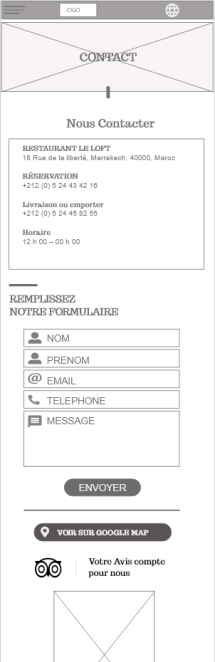 LOGO
CONTACT
Nous Contacter
RESTAURANT LE LOFT
18 Rue de la liberté, Marrakech, 40000, Maroc
RÉSERVATION
+212 (0) 5 24 43 42 16
Livraison ou emporter
+212 (0) 5 24 45 82 55
Horaire
12 h 00 – 00 h 00
REMPLISSEZ
NOTRE FORMULAIRE
NOM
PRENOM
@ EMAIL
TELEPHONE
MESSAGE
ENVOYER
VOIR SUR GOOGLE MAP
Votre Avis compte
pour nous